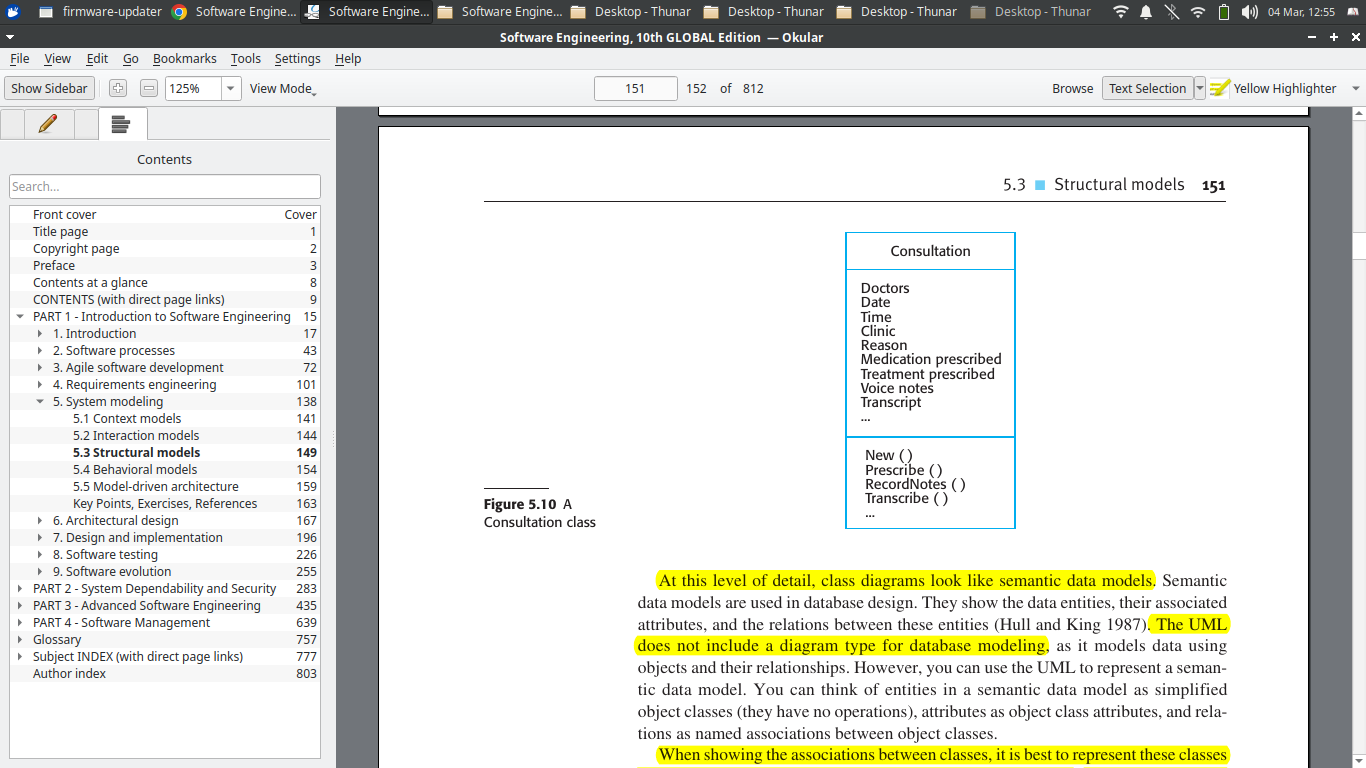 firmware-updater
Software Engine...
Software Engine...
Software Engine...
Desktop - Thunar
Desktop - Thunar
Desktop - Thunar
Desktop - Thunar
04 Mar, 12:55
Software Engineering, 10th GLOBAL Edition — Okular
File View Edit Go Bookmarks Tools Settings Help
Show Sidebar 125% View Mode 151 152 of 812 Browse Text Selection Yellow Highlighter
Contents
Search...
Front cover Cover
Title page 1
Copyright page 2
Preface 3
Contents at a glance 8
CONTENTS (with direct page links) 9
PART 1 - Introduction to Software Engineering 15
1. Introduction 17
2. Software processes 43
3. Agile software development 72
4. Requirements engineering 101
5. System modeling 138
5.1 Context models 141
5.2 Interaction models 144
5.3 Structural models 149
5.4 Behavioral models 154
5.5 Model-driven architecture 159
Key Points, Exercises, References 163
6. Architectural design 167
7. Design and implementation 196
8. Software testing 226
9. Software evolution 255
PART 2 - System Dependability and Security 283
PART 3 - Advanced Software Engineering 435
PART 4 - Software Management 639
Glossary 757
Subject INDEX (with direct page links) 777
Author index 803
5.3 Structural models 151
Consultation
Doctors
Date
Time
Clinic
Reason
Medication prescribed
Treatment prescribed
Voice notes
Transcript
...
New ( )
Prescribe ( )
RecordNotes ( )
Transcribe ( )
...
Figure 5.10 A
Consultation class
At this level of detail, class diagrams look like semantic data models. Semantic
data models are used in database design. They show the data entities, their associated
attributes, and the relations between these entities (Hull and King 1987). The UML
does not include a diagram type for database modeling, as it models data using
objects and their relationships. However, you can use the UML to represent a seman-
tic data model. You can think of entities in a semantic data model as simplified
object classes (they have no operations), attributes as object class attributes, and rela-
tions as named associations between object classes.
When showing the associations between classes, it is best to represent these classes